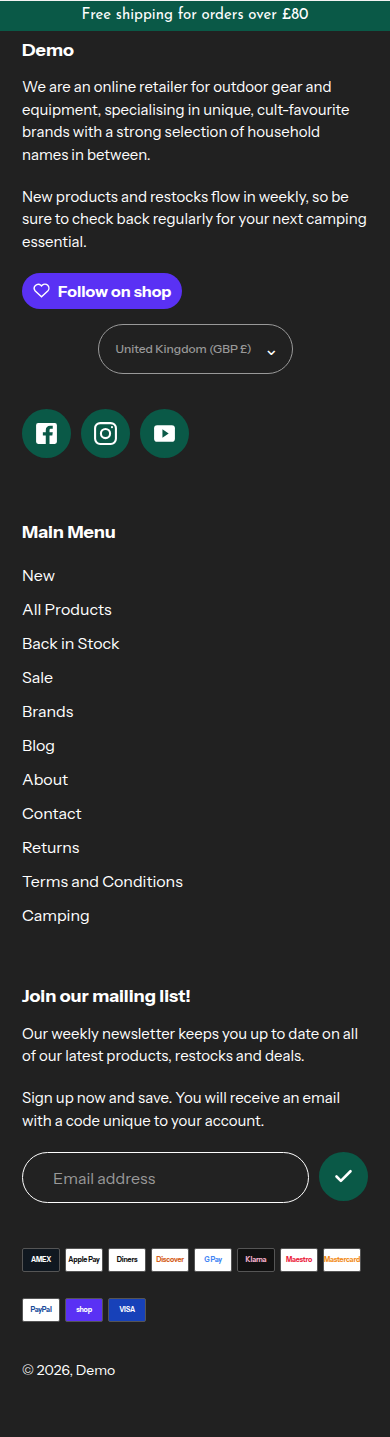 Free shipping for orders over £80
Demo
We are an online retailer for outdoor gear and
equipment, specialising in unique, cult-favourite
brands with a strong selection of household
names in between.
New products and restocks flow in weekly, so be
sure to check back regularly for your next camping
essential.
Follow on shop
United Kingdom (GBP £)
Main Menu
New
All Products
Back in Stock
Sale
Brands
Blog
About
Contact
Returns
Terms and Conditions
Camping
Join our mailing list!
Our weekly newsletter keeps you up to date on all
of our latest products, restocks and deals.
Sign up now and save. You will receive an email
with a code unique to your account.
Email address
AMEX Apple Pay Diners Discover G Pay Klarna Maestro Mastercard
PayPal shop VISA
© 2026, Demo